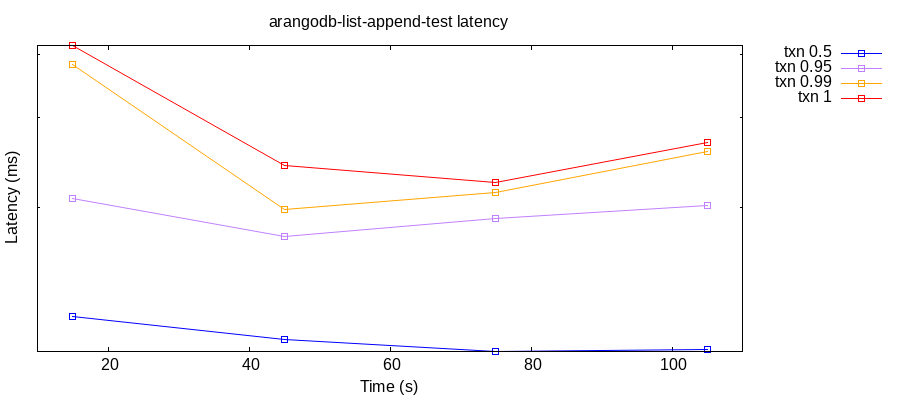 arangodb-list-append-test latency
txn 0.5
txn 0.95
txn 0.99
txn 1
Latency (ms)
20 40 60 80 100
Time (s)